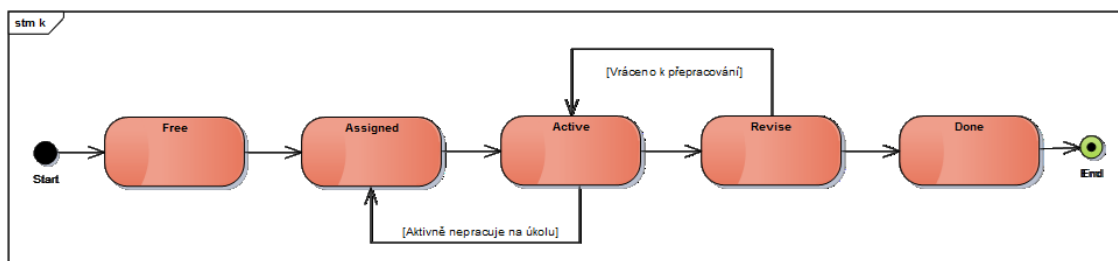 stm k
[Vráceno k přepracování]
Free
Assigned
Active
Revise
Done
Start
End
[Aktivně nepracuje na úkolu]